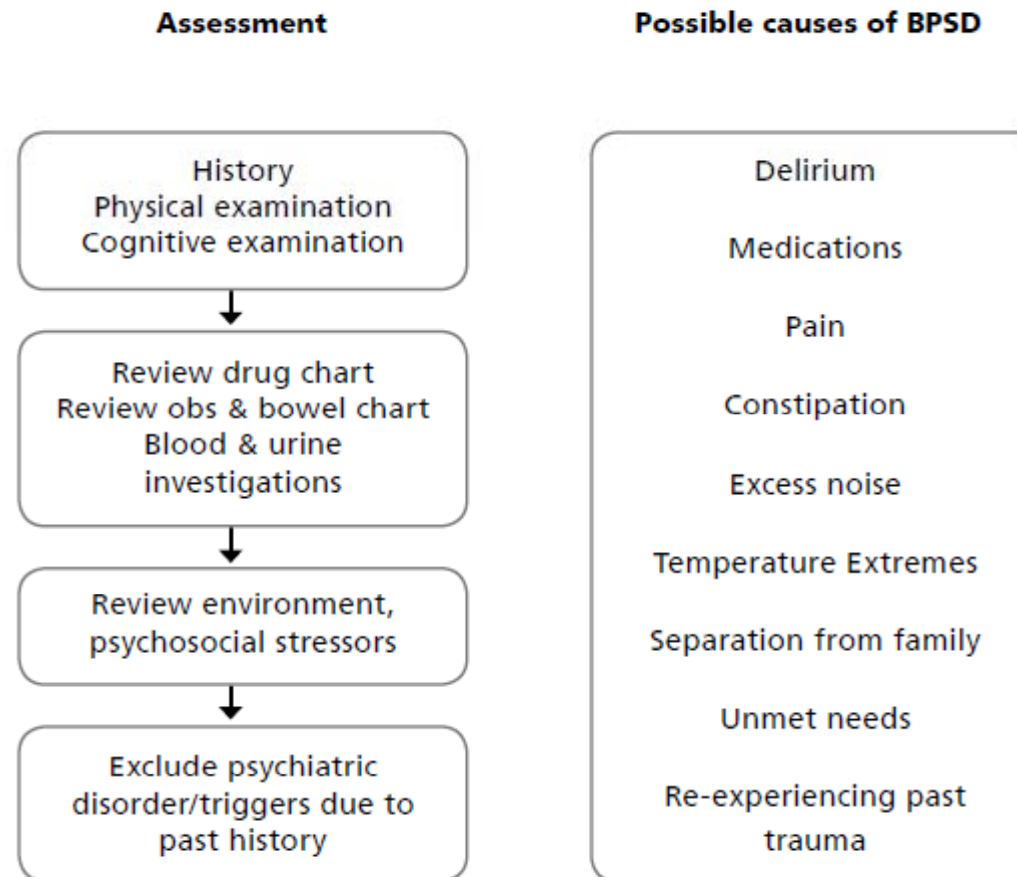 Assessment
History
Physical examination
Cognitive examination
Review drug chart
Review obs & bowel chart
Blood & urine
investigations
Review environment,
psychosocial stressors
Exclude psychiatric
disorder/triggers due to
past history
Possible causes of BPSD
Delirium
Medications
Pain
Constipation
Excess noise
Temperature Extremes
Separation from family
Unmet needs
Re-experiencing past
trauma